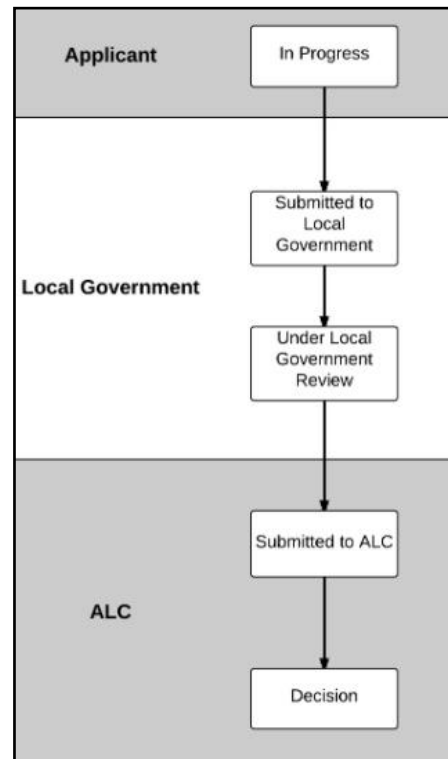 Applicant
In Progress
Submitted to
Local
Government
Local Government
Under Local
Government
Review
Submitted to ALC
ALC
Decision